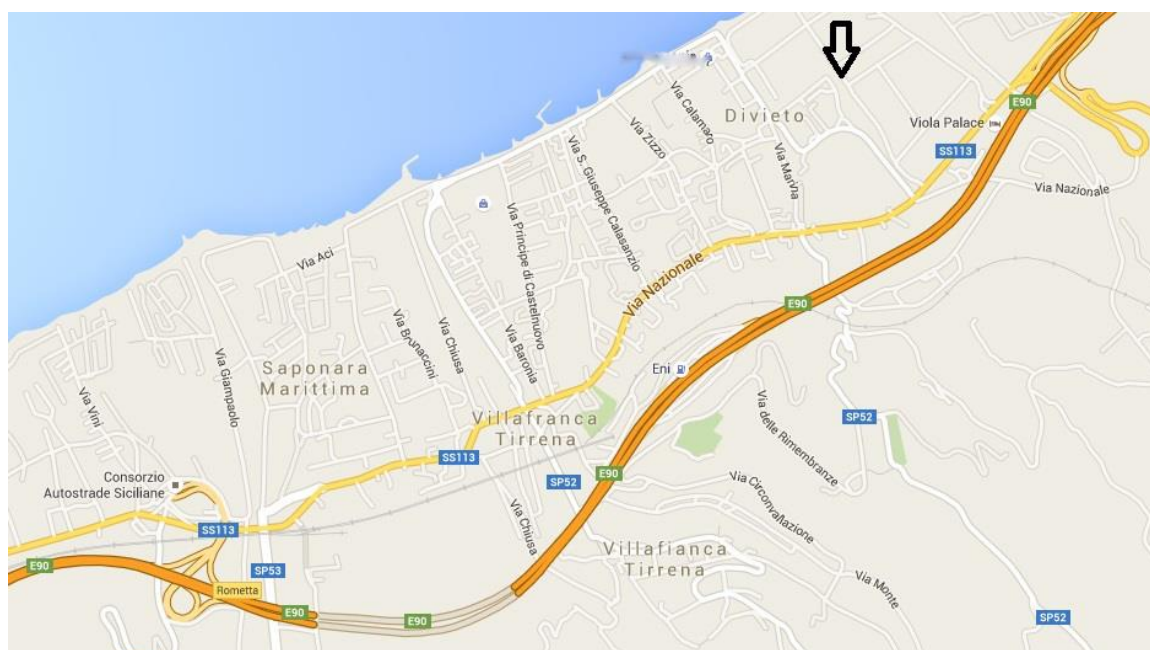 Divieto
Via Calamaro
Via Zizzo
Viola Palace
E90
SS113
Via Nazionale
Via S. Giuseppe Calasanzio
Via Principe di Castelnuovo
Via Aci
Via Nazionale
E90
Via Brunaccini
Via Chiusa
Via Baronia
Eni
Saponara
Marittima
Via Giampaolo
Via Vini
Villafranca
Tirrena
Via delle Rimembranze
SP52
SS113
E90
SP52
Consorzio
Autostrade Siciliane
Via Circonvallazione
Via Chiusa
SS113
Villafianca
Tirrena
E90
SP53
Rometta
Via Monte
E90
E90
SP52